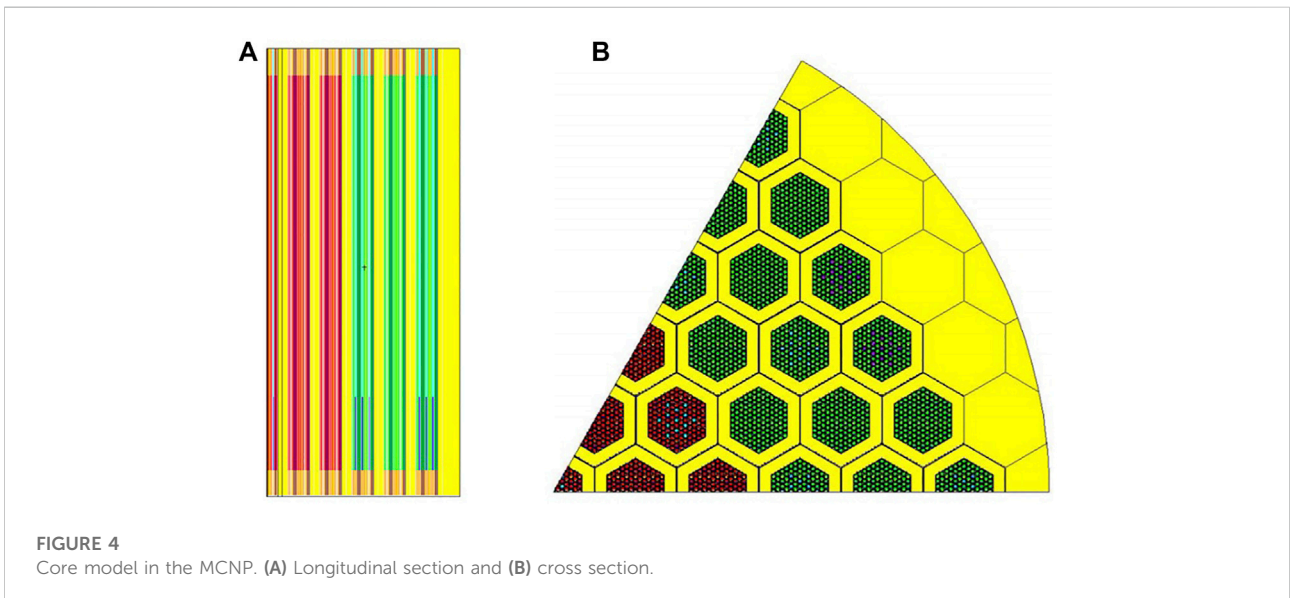 A
B
FIGURE 4
Core model in the MCNP. (A) Longitudinal section and (B) cross section.